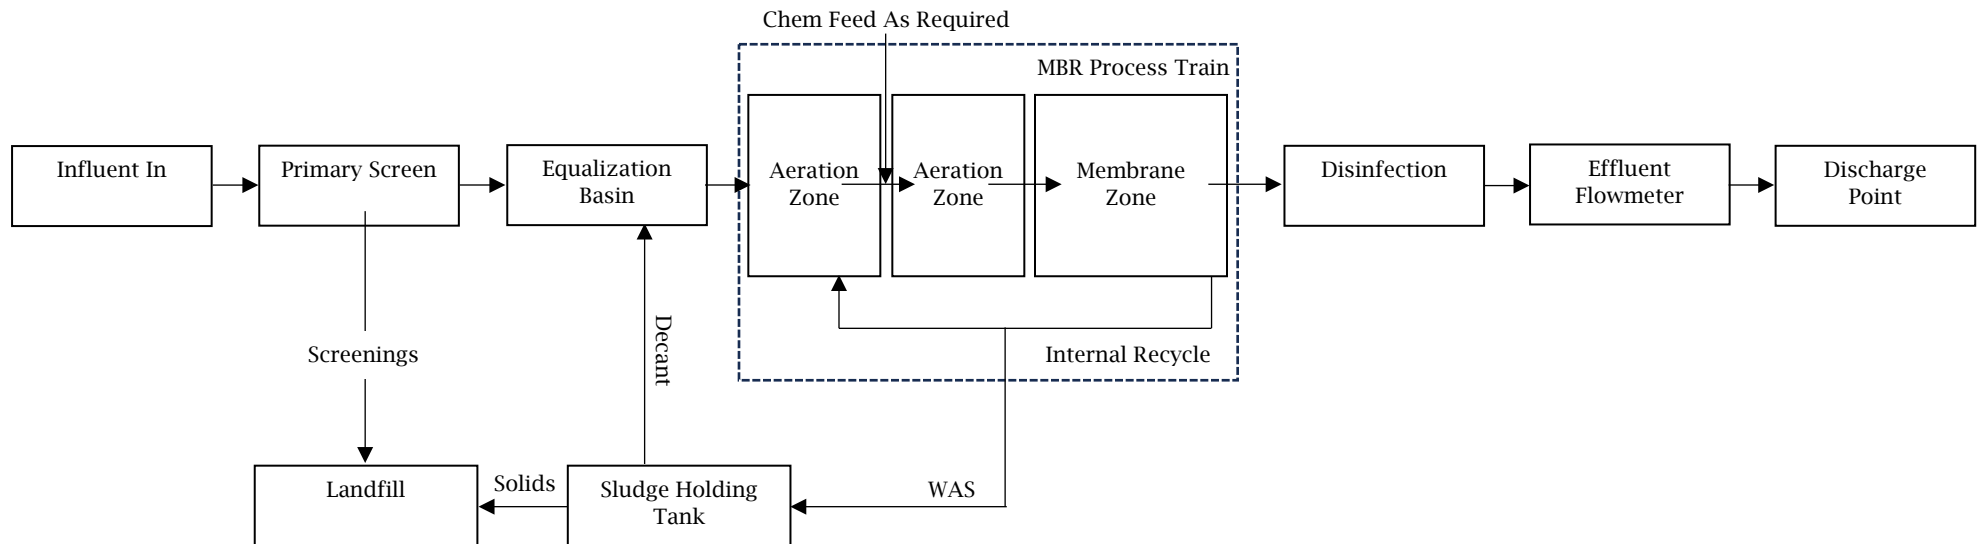 Chem Feed As Required
MBR Process Train
Influent In
Primary Screen
Equalization
Basin
Aeration
Zone
Aeration
Zone
Membrane
Zone
Disinfection
Effluent
Flowmeter
Discharge
Point
Screenings
Decant
Internal Recycle
Landfill
Solids
Sludge Holding
Tank
WAS